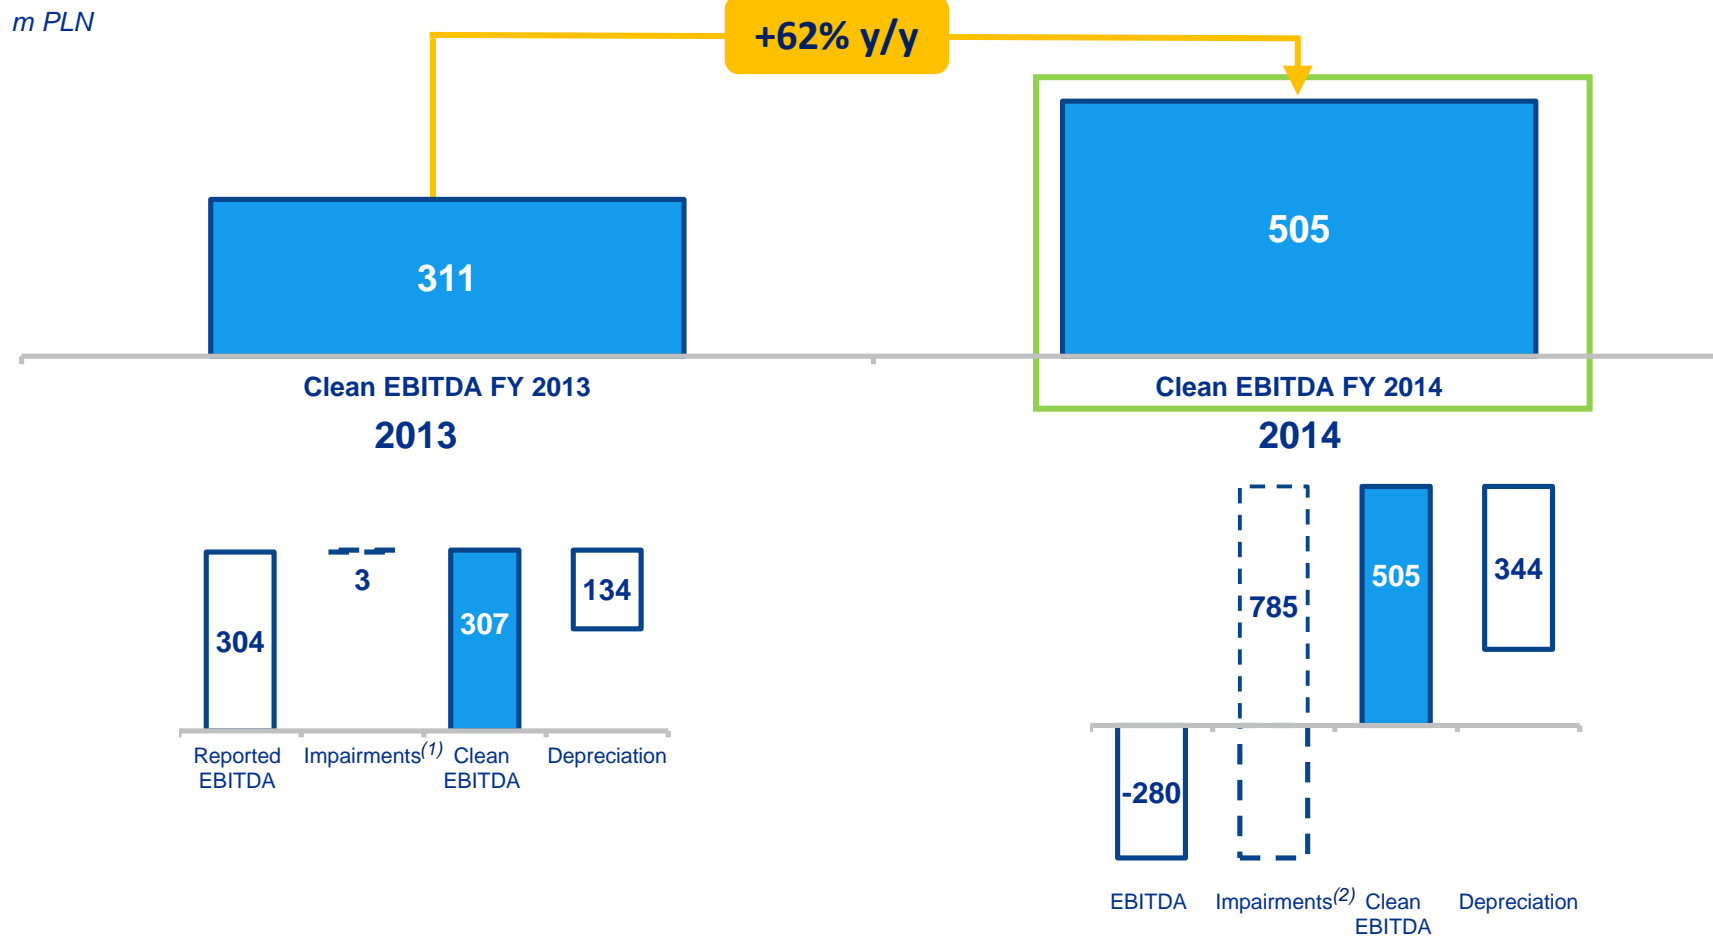 m PLN
+62% y/y
311
505
Clean EBITDA FY 2013
Clean EBITDA FY 2014
2013
2014
304
3
307
134
Reported
EBITDA
Impairments(1)
Clean
EBITDA
Depreciation
-280
785
505
344
EBITDA
Impairments(2)
Clean
EBITDA
Depreciation